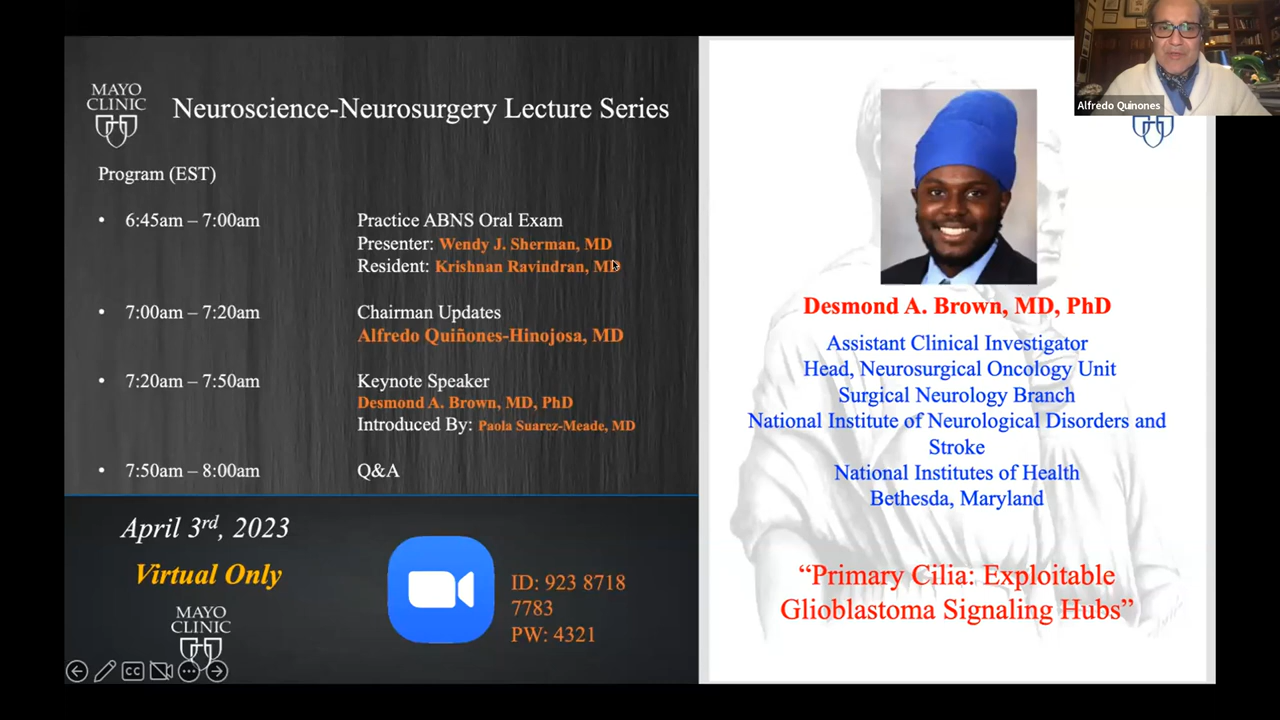 MAYO
CLINIC
Neuroscience-Neurosurgery Lecture Series
Program (EST)
• 6:45am – 7:00am
Practice ABNS Oral Exam
Presenter: Wendy J. Sherman, MD
Resident: Krishnan Ravindran, MD
• 7:00am – 7:20am
Chairman Updates
Alfredo Quiñones-Hinojosa, MD
• 7:20am – 7:50am
Keynote Speaker
Desmond A. Brown, MD, PhD
Introduced By: Paola Suarez-Meade, MD
• 7:50am – 8:00am
Q&A
April 3rd, 2023
Virtual Only
MAYO
CLINIC
ID: 923 8718
7783
PW: 4321
CC
Alfredo Quinones
Desmond A. Brown, MD, PhD
Assistant Clinical Investigator
Head, Neurosurgical Oncology Unit
Surgical Neurology Branch
National Institute of Neurological Disorders and
Stroke
National Institutes of Health
Bethesda, Maryland
“Primary Cilia: Exploitable
Glioblastoma Signaling Hubs”